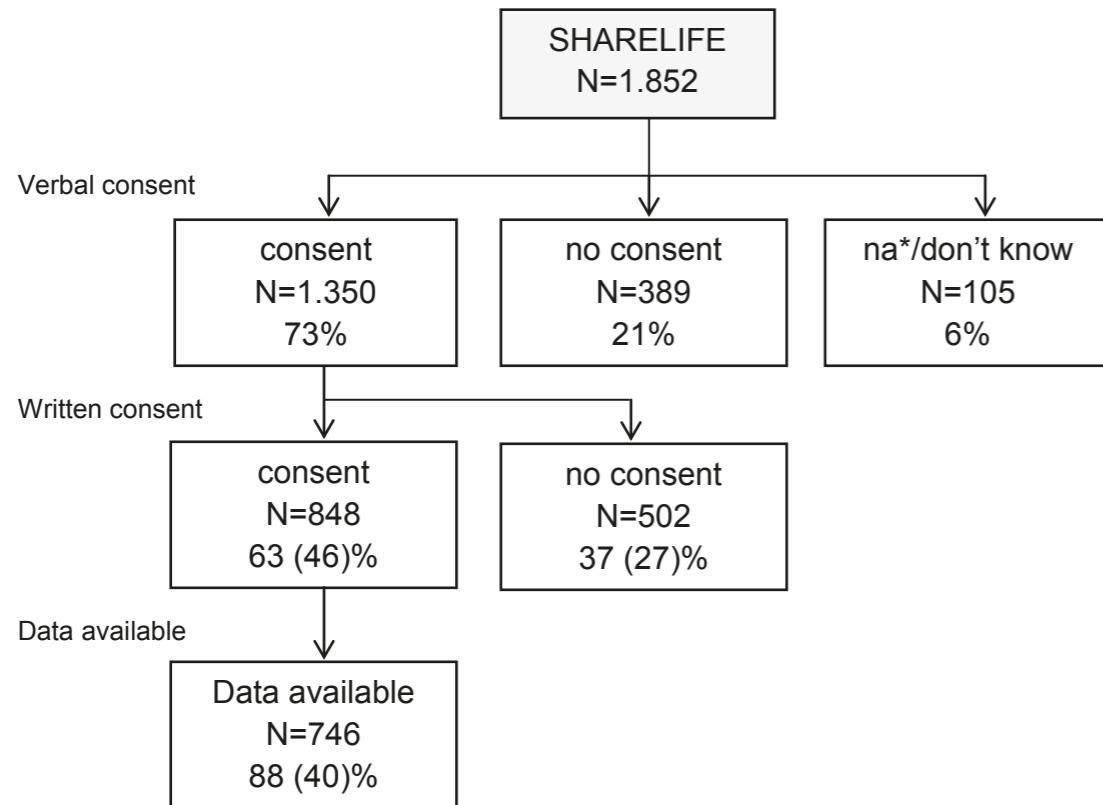 SHARELIFE
N=1.852
Verbal consent
consent
N=1.350
73%
no consent
N=389
21%
na*/don’t know
N=105
6%
Written consent
consent
N=848
63 (46)%
no consent
N=502
37 (27)%
Data available
Data available
N=746
88 (40)%